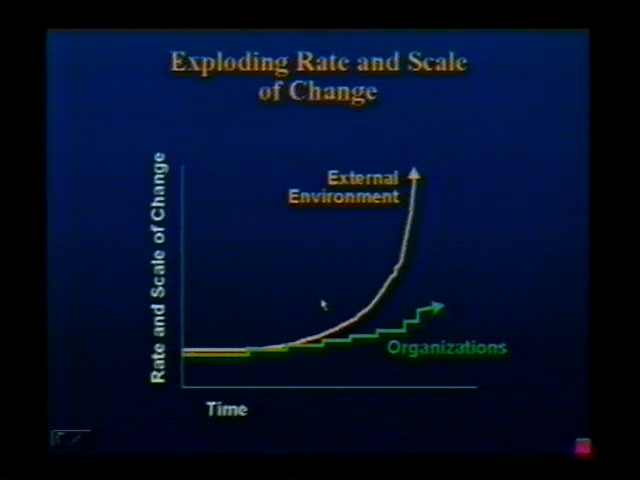 Exploding Rate and Scale
of Change
External
Environment
Rate and Scale of Change
Organizations
Time